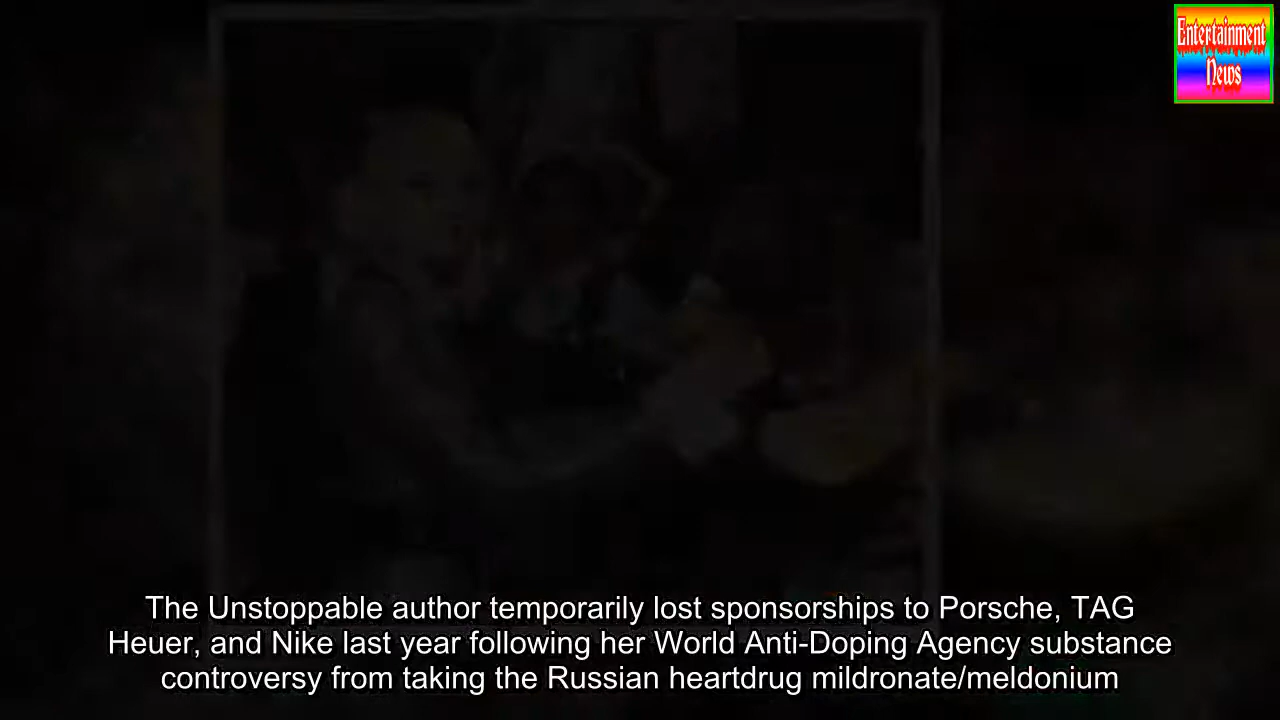 Entertainment
News
The Unstoppable author temporarily lost sponsorships to Porsche, TAG
Heuer, and Nike last year following her World Anti-Doping Agency substance
controversy from taking the Russian heartdrug mildronate/meldonium